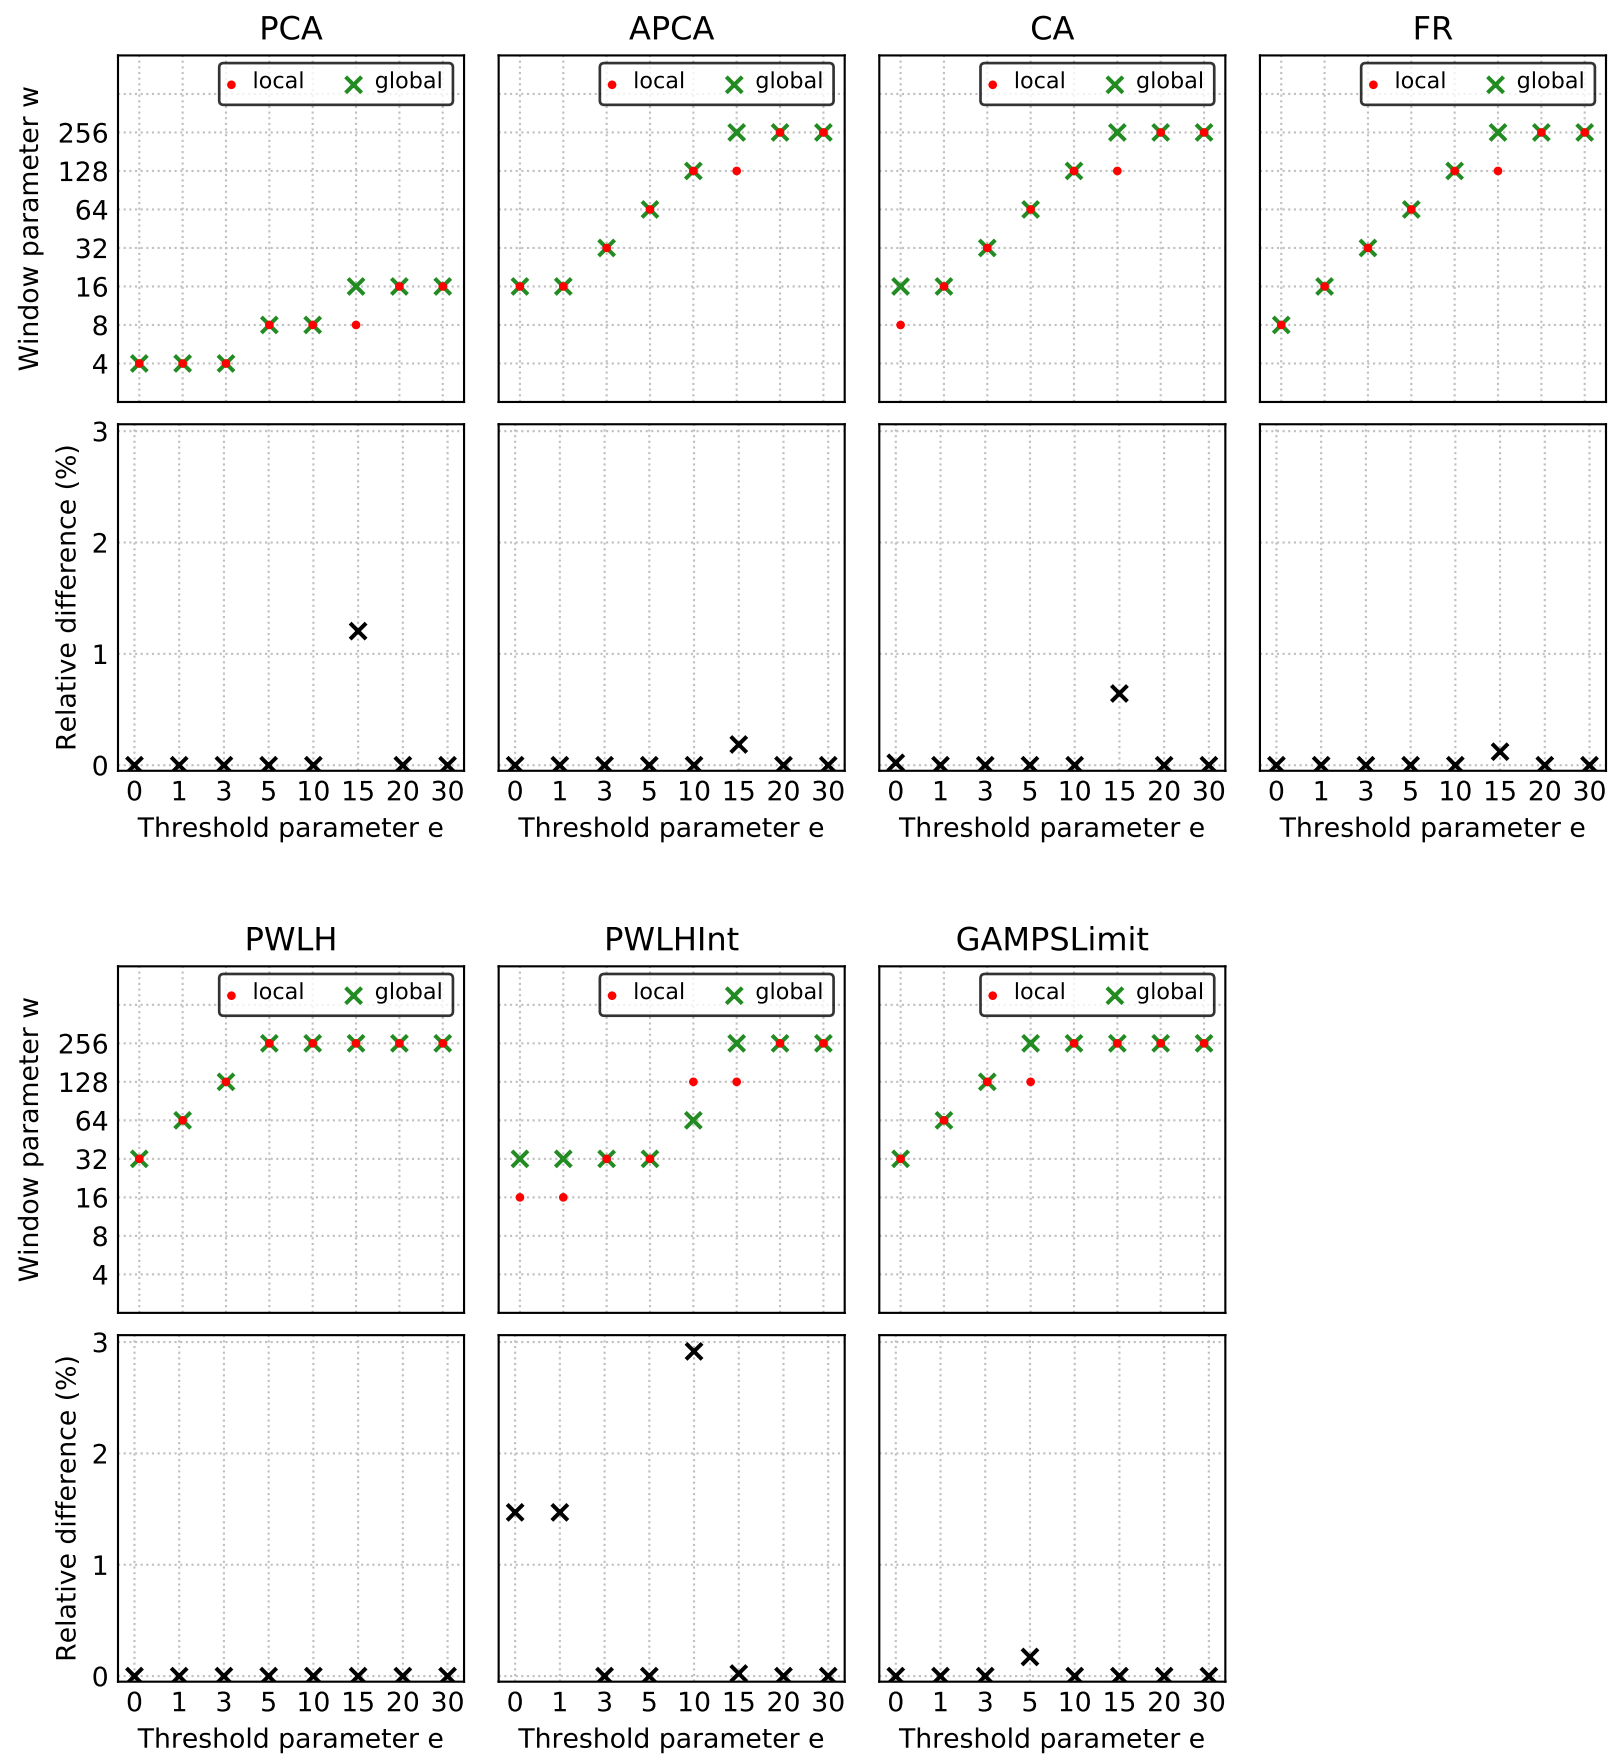 PCA APCA CA FR
local global local global local global local global
Window parameter w
256
128
64
32
16
8
4
Relative difference (%)
3
2
1
0
0 1 3 5 10 15 20 30 0 1 3 5 10 15 20 30 0 1 3 5 10 15 20 30 0 1 3 5 10 15 20 30
Threshold parameter e Threshold parameter e Threshold parameter e Threshold parameter e
PWLH PWLHInt GAMPSLimit
local global local global local global
Window parameter w
256
128
64
32
16
8
4
Relative difference (%)
3
2
1
0
0 1 3 5 10 15 20 30 0 1 3 5 10 15 20 30 0 1 3 5 10 15 20 30
Threshold parameter e Threshold parameter e Threshold parameter e